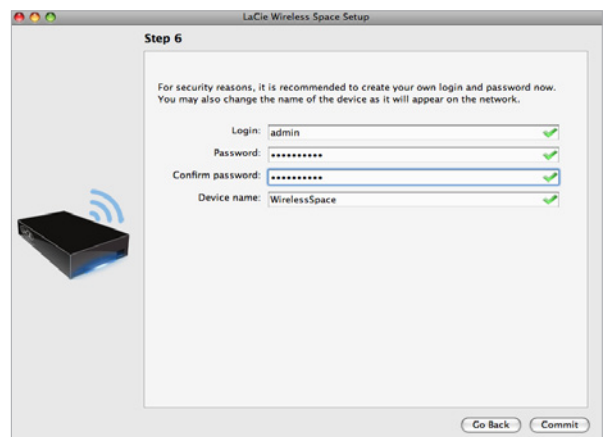 LaCie Wireless Space Setup
Step 6
For security reasons, it is recommended to create your own login and password now.
You may also change the name of the device as it will appear on the network.
Login: admin
Password: ••••••••••
Confirm password: ••••••••••
Device name: WirelessSpace
Go Back Commit